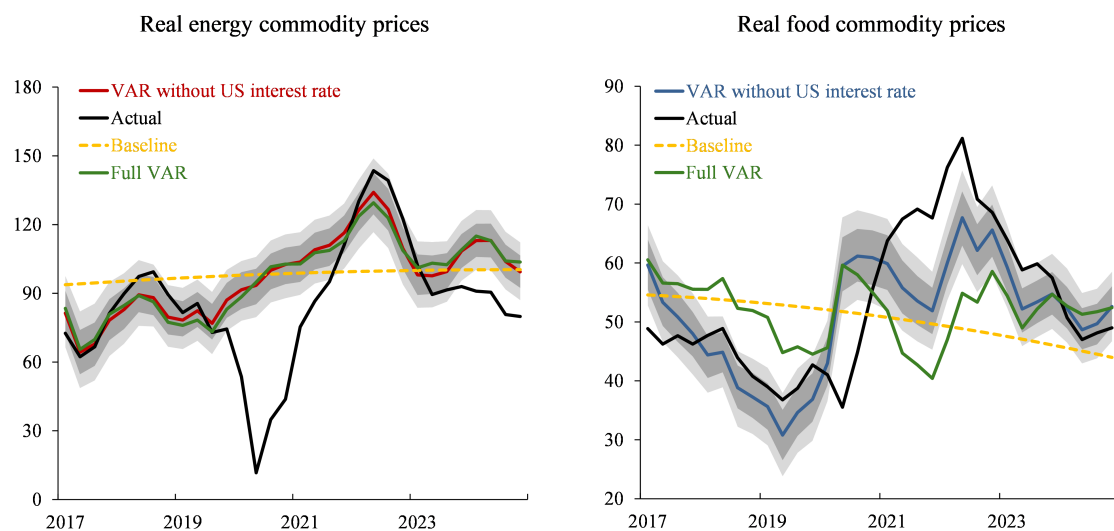 Real energy commodity prices
180
150
120
90
60
30
0
VAR without US interest rate
Actual
Baseline
Full VAR
2017 2019 2021 2023
Real food commodity prices
90
80
70
60
50
40
30
20
VAR without US interest rate
Actual
Baseline
Full VAR
2017 2019 2021 2023